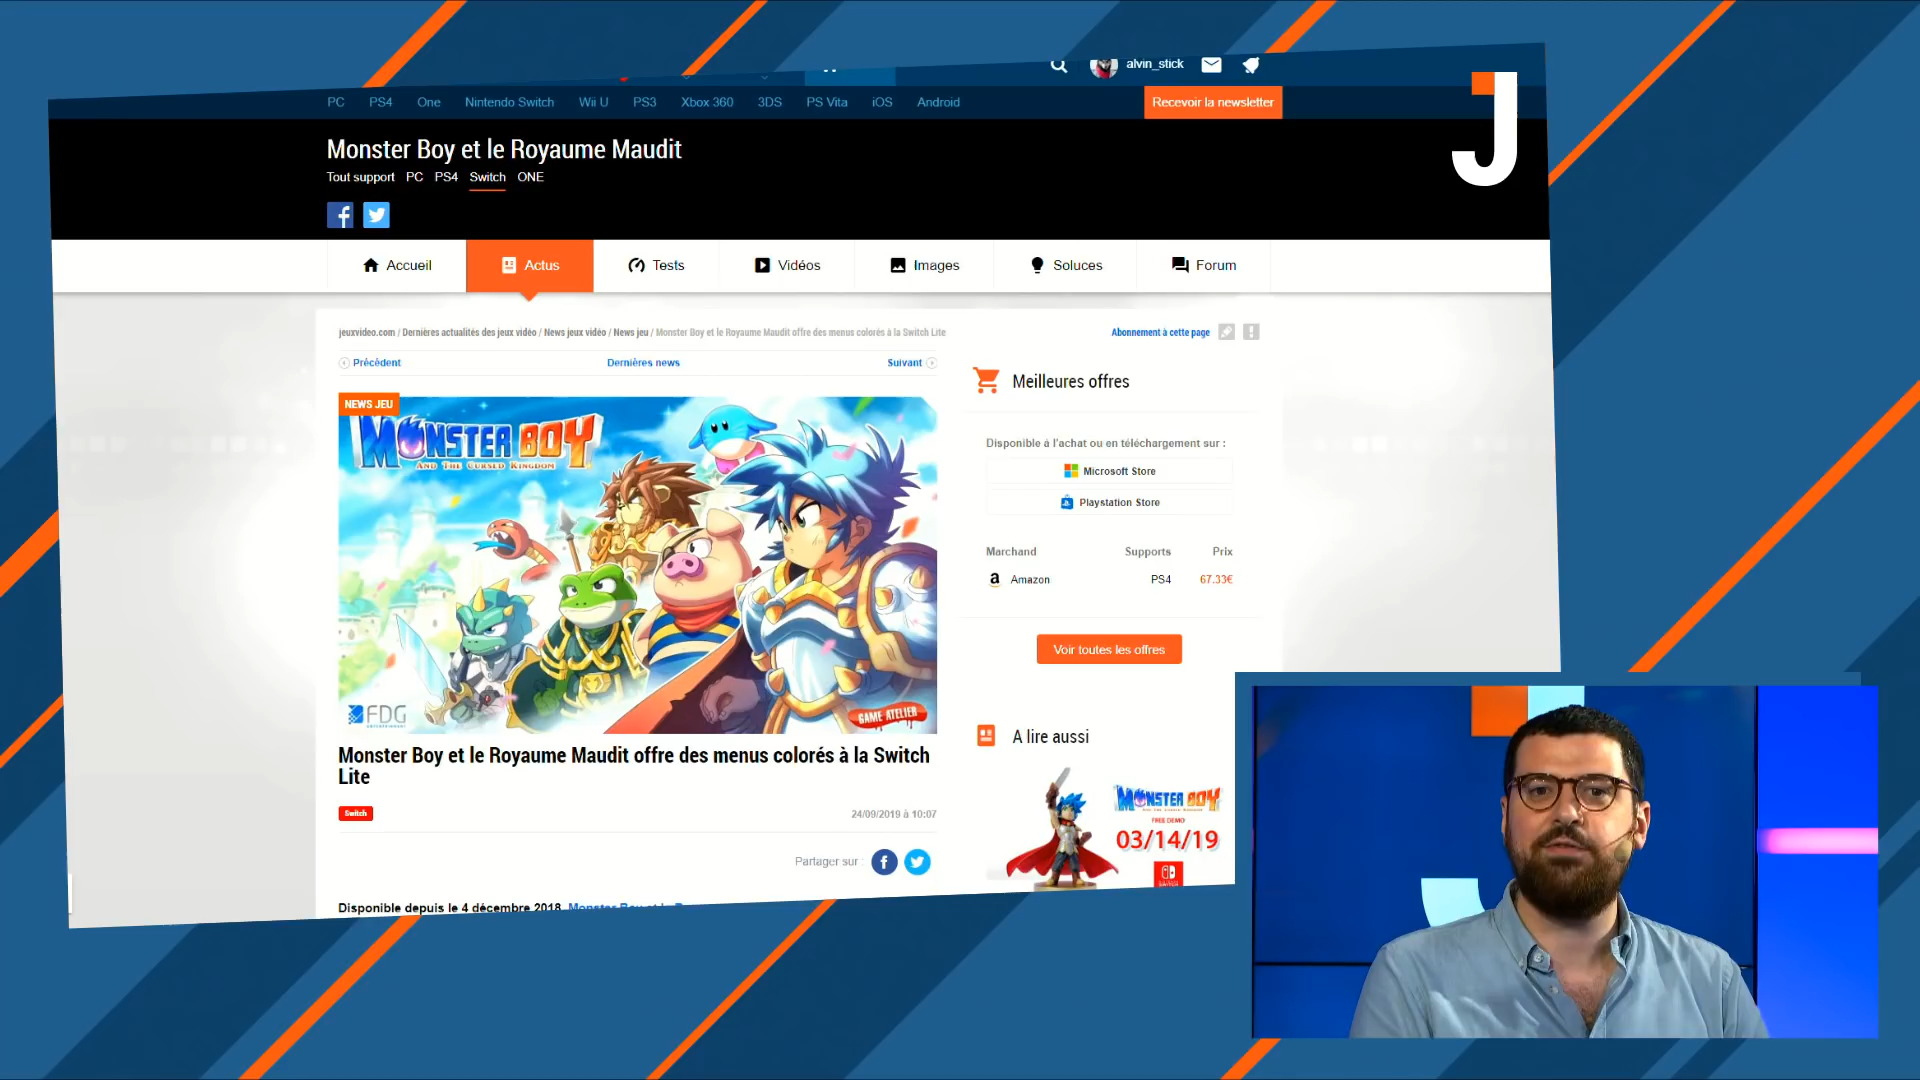 alvin_stick
PC PS4 One Nintendo Switch Wii U PS3 Xbox 360 3DS PS Vita iOS Android
Recevoir la newsletter
J
Monster Boy et le Royaume Maudit
Tout support PC PS4 Switch ONE
Accueil Actus Tests Vidéos Images Soluces Forum
jeuxvideo.com / Dernières actualités des jeux vidéo / News jeux vidéo / News jeu / Monster Boy et le Royaume Maudit offre des menus colorés à la Switch Lite
Abonnement à cette page
Précédent Dernières news Suivant
Meilleures offres
NEWS JEU
MONSTER BOY
AND THE CURSED KINGDOM
Disponible à l'achat ou en téléchargement sur :
Microsoft Store
Playstation Store
Marchand Supports Prix
Amazon PS4 67.33€
Voir toutes les offres
FDG
ENTERTAINMENT
GAME ATELIER
A lire aussi
Monster Boy et le Royaume Maudit offre des menus colorés à la Switch
Lite
MONSTER BOY
FREE DEMO
03/14/19
Switch
24/09/2019 à 10:07
Partager sur :
Disponible depuis le 4 décembre 2018,